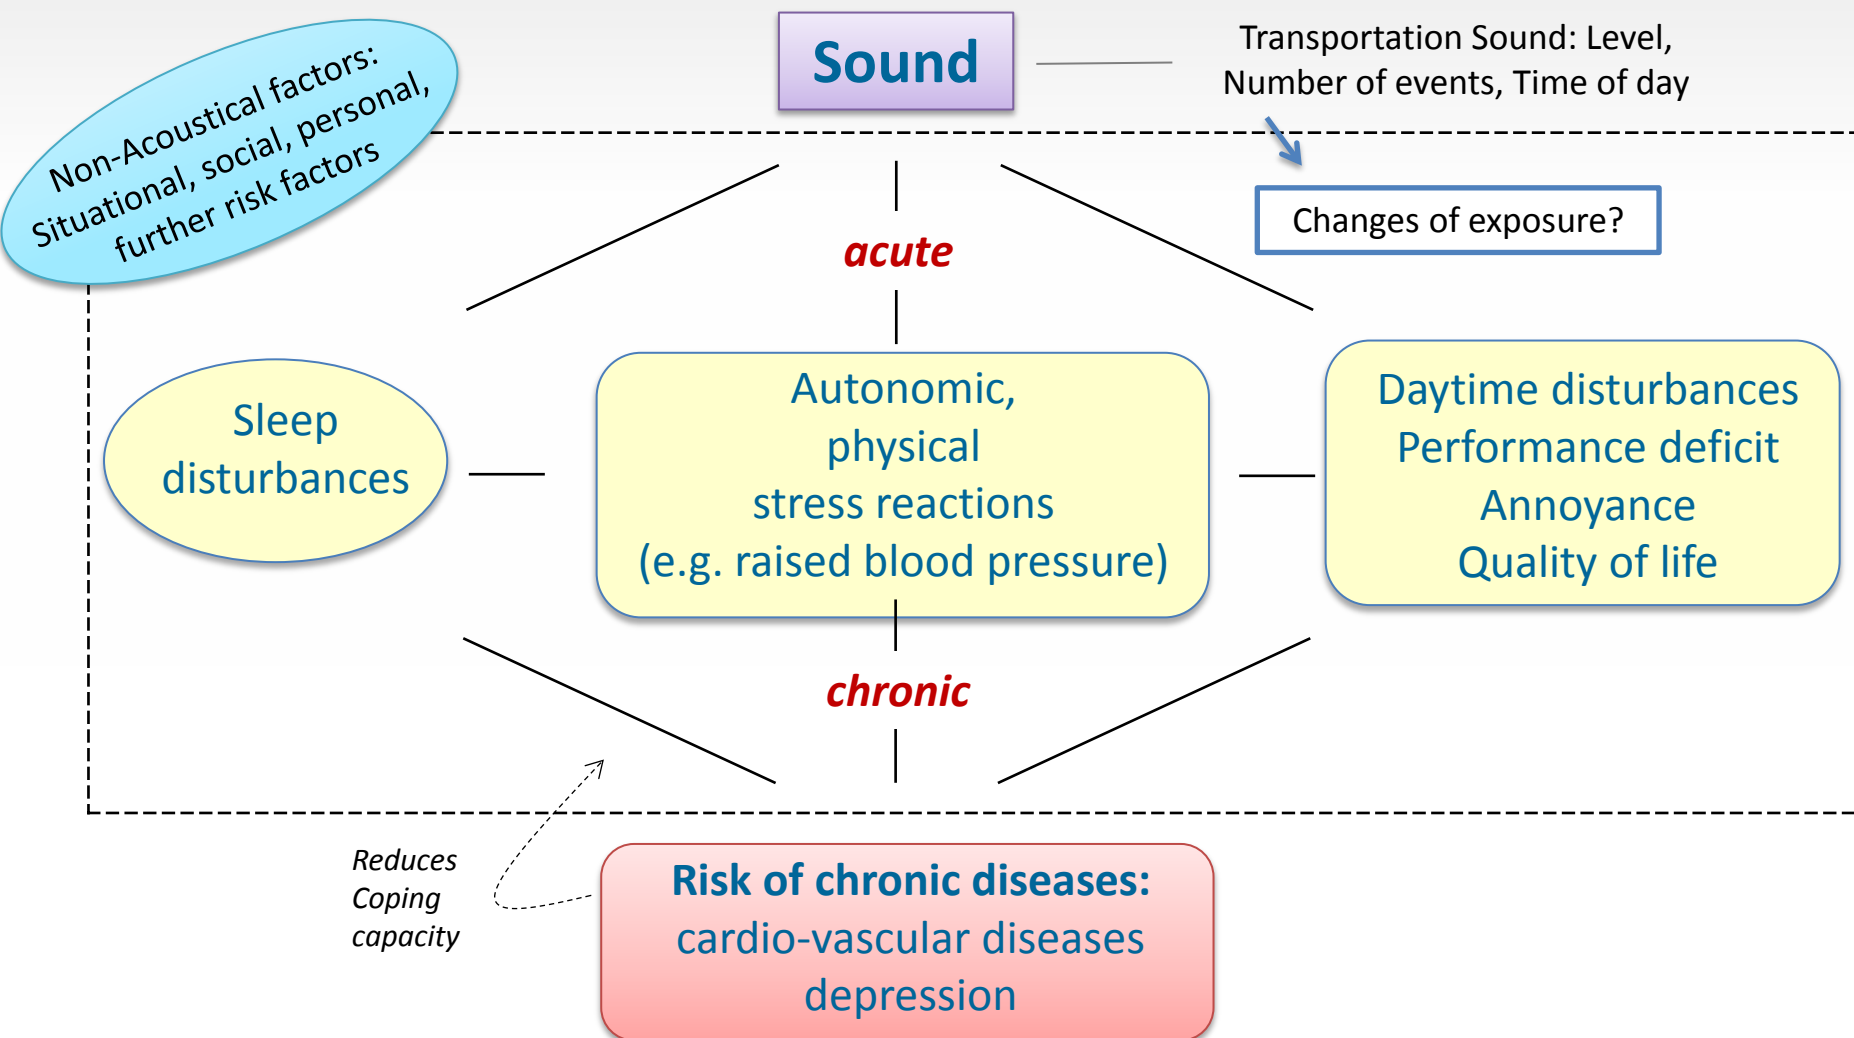 Non-Acoustical factors:
Situational, social, personal,
further risk factors
Sound
Transportation Sound: Level,
Number of events, Time of day
Changes of exposure?
acute
Sleep
disturbances
Autonomic,
physical
stress reactions
(e.g. raised blood pressure)
Daytime disturbances
Performance deficit
Annoyance
Quality of life
chronic
Reduces
Coping
capacity
Risk of chronic diseases:
cardio-vascular diseases
depression